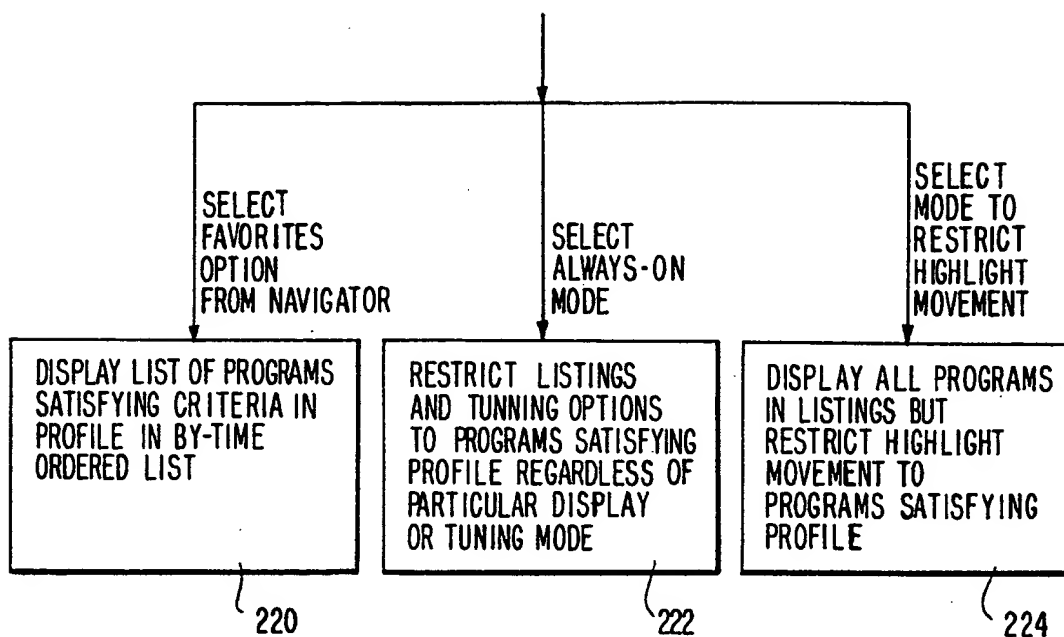 SELECT
FAVORITES
OPTION
FROM NAVIGATOR
SELECT
ALWAYS-ON
MODE
SELECT
MODE TO
RESTRICT
HIGHLIGHT
MOVEMENT
DISPLAY LIST OF PROGRAMS
SATISFYING CRITERIA IN
PROFILE IN BY-TIME
ORDERED LIST
RESTRICT LISTINGS
AND TUNNING OPTIONS
TO PROGRAMS SATISFYING
PROFILE REGARDLESS OF
PARTICULAR DISPLAY
OR TUNING MODE
DISPLAY ALL PROGRAMS
IN LISTINGS BUT
RESTRICT HIGHLIGHT
MOVEMENT TO
PROGRAMS SATISFYING
PROFILE
220
222
224